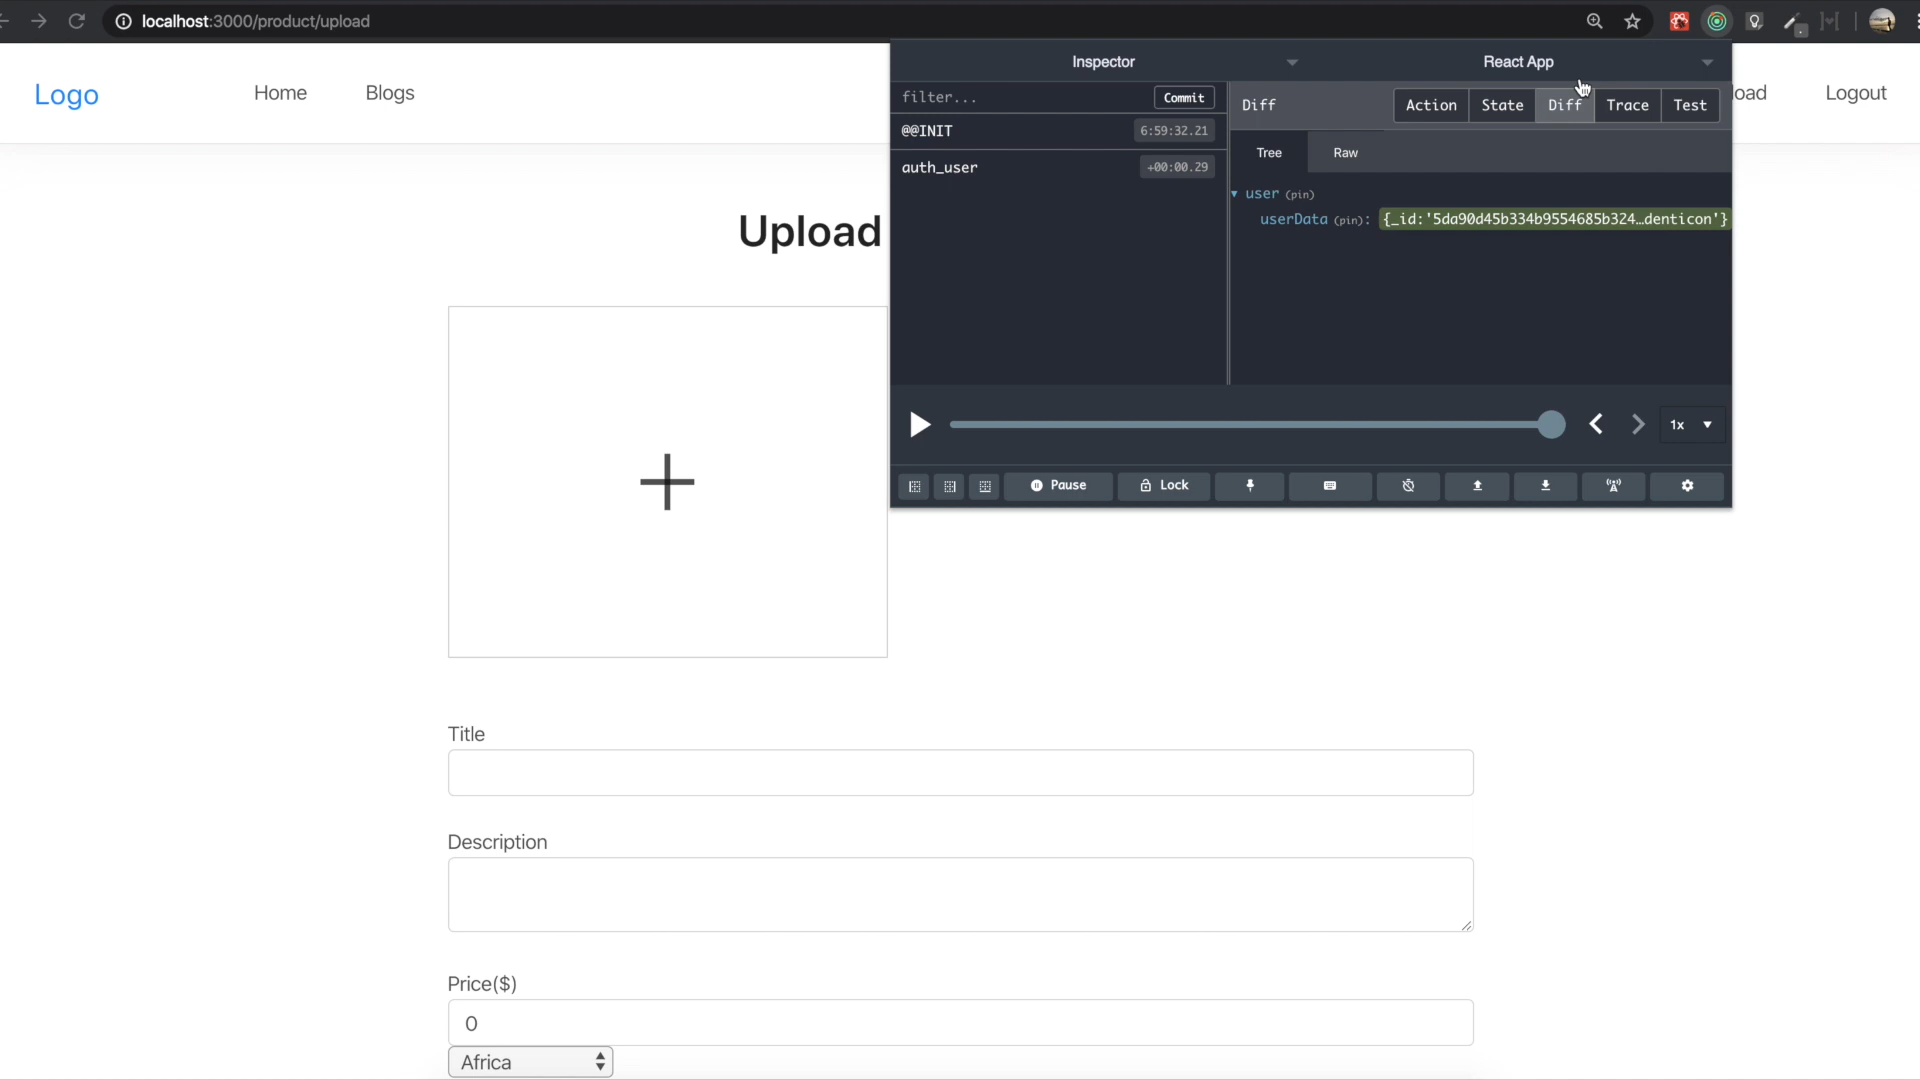 localhost:3000/product/upload
Inspector
React App
Logo
Home
Blogs
load
Logout
filter...
Commit
Diff
Action
State
Diff
Trace
Test
@@INIT
6:59:32.21
auth_user
+00:00.29
Tree
Raw
user (pin)
userData (pin): {_id:'5da90d45b334b9554685b324…denticon'}
Upload
1x
Pause
Lock
Title
Description
Price($)
0
Africa